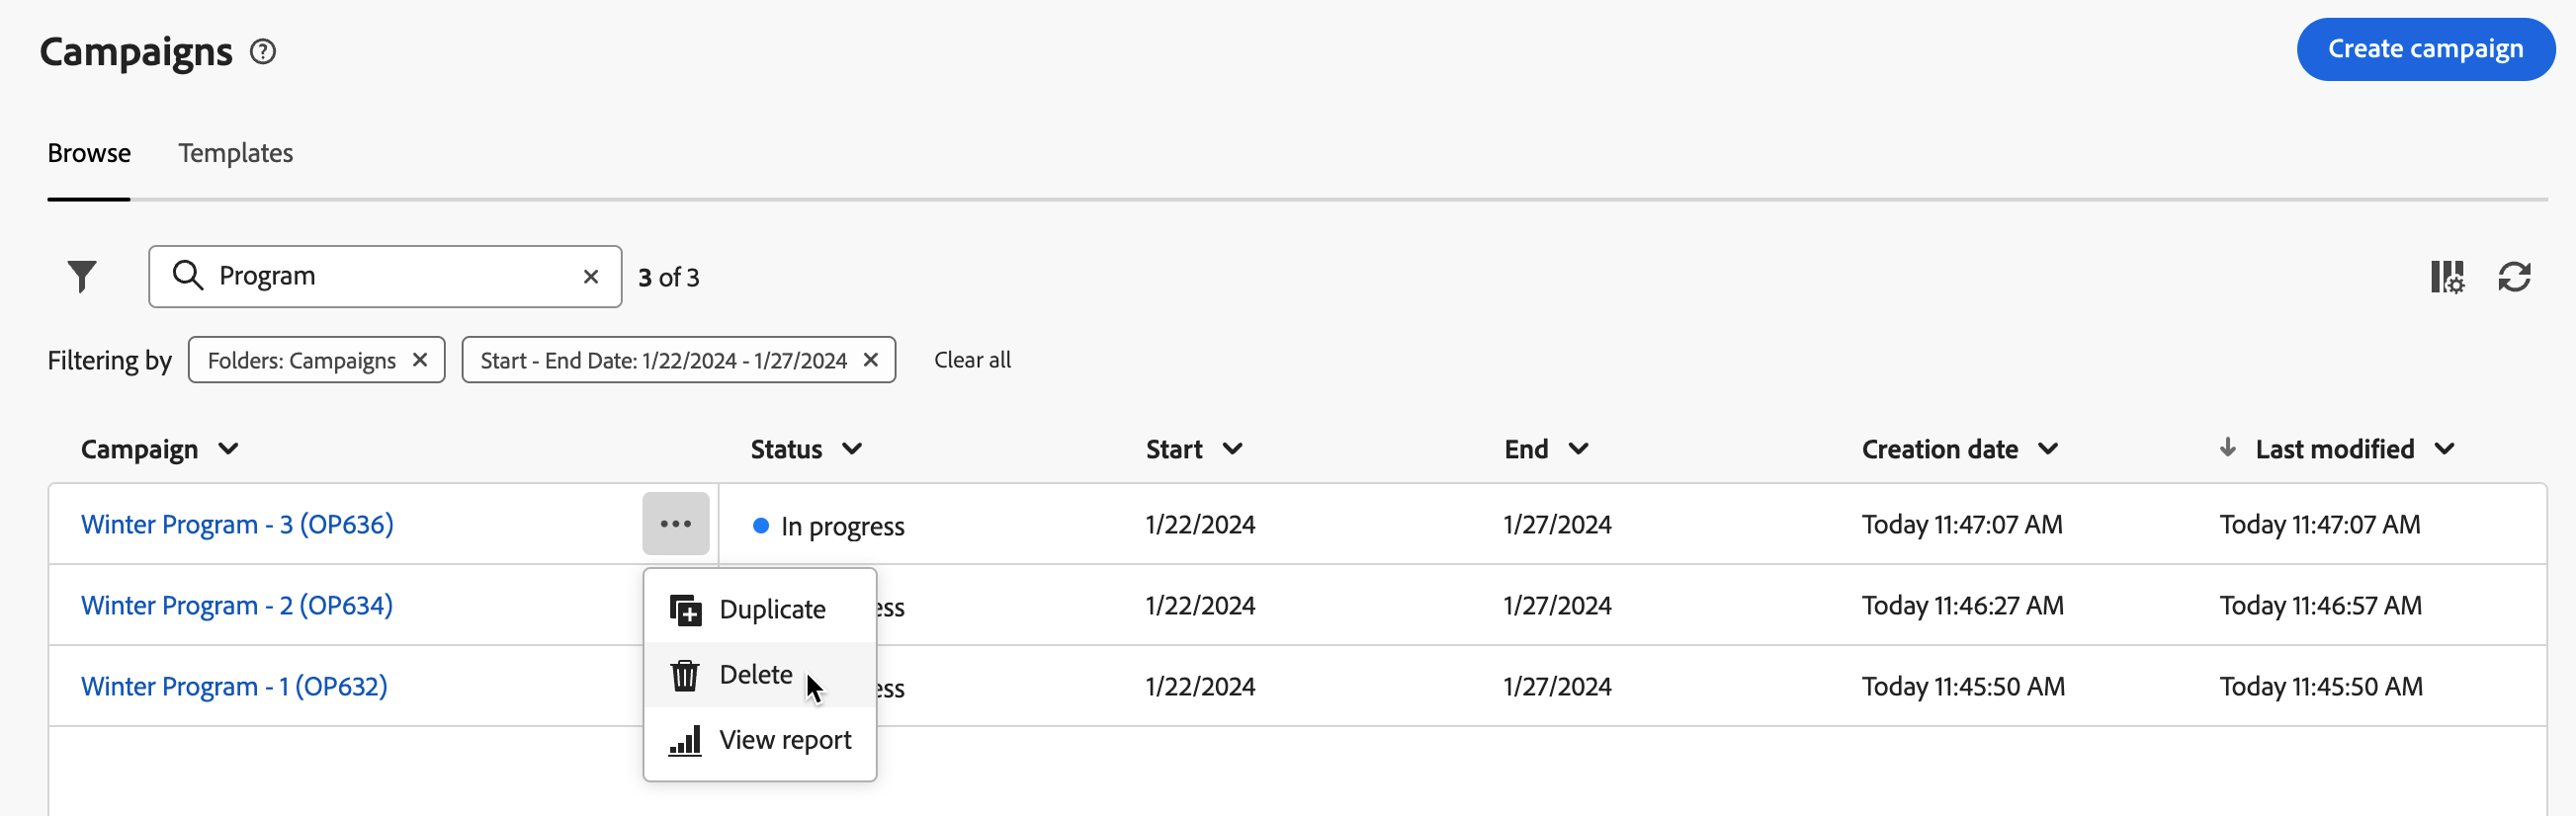 Campaigns
Create campaign
Browse Templates
Program 3 of 3
Filtering by Folders: Campaigns Start - End Date: 1/22/2024 - 1/27/2024 Clear all
Campaign Status Start End Creation date Last modified
Winter Program - 3 (OP636) In progress 1/22/2024 1/27/2024 Today 11:47:07 AM Today 11:47:07 AM
Winter Program - 2 (OP634) ess 1/22/2024 1/27/2024 Today 11:46:27 AM Today 11:46:57 AM
Duplicate
Winter Program - 1 (OP632) ess 1/22/2024 1/27/2024 Today 11:45:50 AM Today 11:45:50 AM
Delete
View report